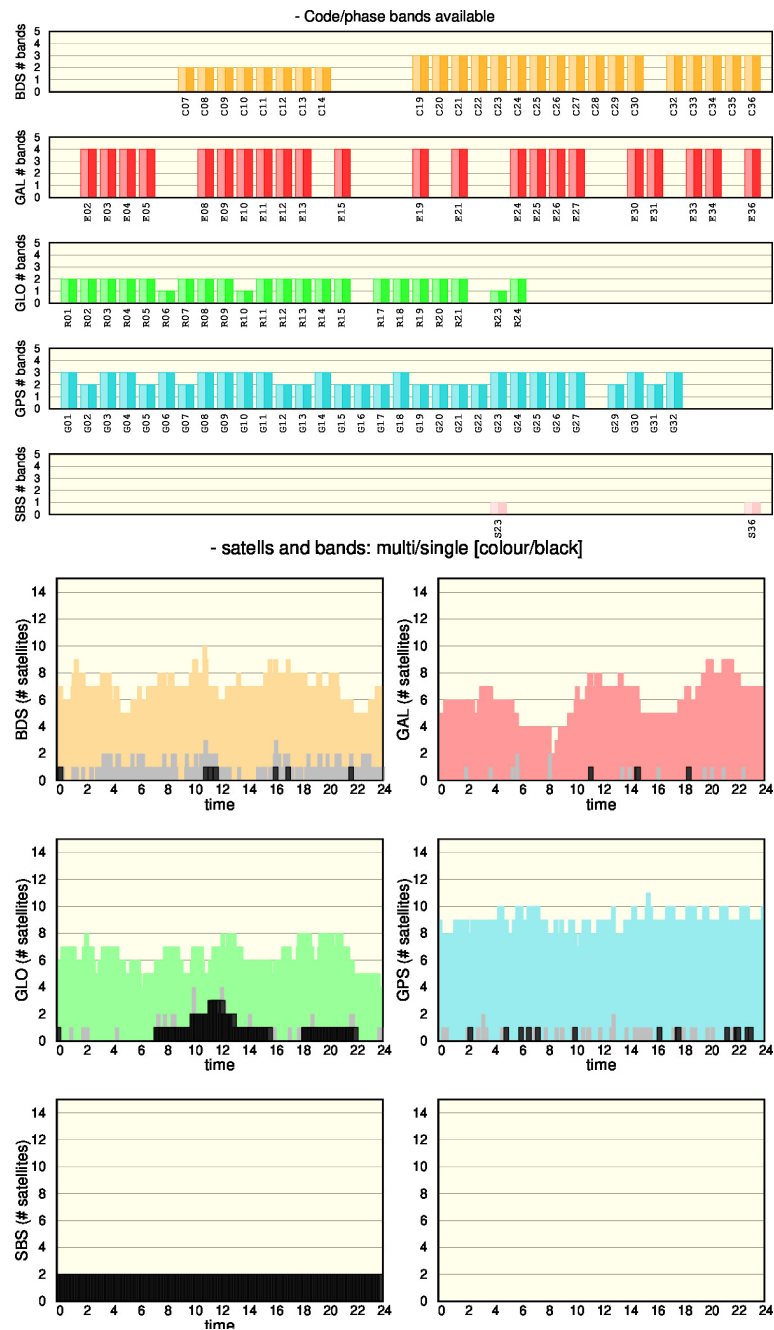 - Code/phase bands available
BDS # bands
5
4
3
2
1
0
C07 C08 C09 C10 C11 C12 C13 C14 C19 C20 C21 C22 C23 C24 C25 C26 C27 C28 C29 C30 C32 C33 C34 C35 C36
GAL # bands
5
4
3
2
1
0
E02 E03 E04 E05 E08 E09 E10 E11 E12 E13 E15 E19 E21 E24 E25 E26 E27 E30 E31 E33 E34 E36
GLO # bands
5
4
3
2
1
0
R01 R02 R03 R04 R05 R06 R07 R08 R09 R10 R11 R12 R13 R14 R15 R17 R18 R19 R20 R21 R23 R24
GPS # bands
5
4
3
2
1
0
G01 G02 G03 G04 G05 G06 G07 G08 G09 G10 G11 G12 G13 G14 G15 G16 G17 G18 G19 G20 G21 G22 G23 G24 G25 G26 G27 G29 G30 G31 G32
SBS # bands
5
4
3
2
1
0
S23 S36
- satells and bands: multi/single [colour/black]
BDS (# satellites)
14
12
10
8
6
4
2
0
0 2 4 6 8 10 12 14 16 18 20 22 24
time
GAL (# satellites)
14
12
10
8
6
4
2
0
0 2 4 6 8 10 12 14 16 18 20 22 24
time
GLO (# satellites)
14
12
10
8
6
4
2
0
0 2 4 6 8 10 12 14 16 18 20 22 24
time
GPS (# satellites)
14
12
10
8
6
4
2
0
0 2 4 6 8 10 12 14 16 18 20 22 24
time
SBS (# satellites)
14
12
10
8
6
4
2
0
0 2 4 6 8 10 12 14 16 18 20 22 24
time
14
12
10
8
6
4
2
0
0 2 4 6 8 10 12 14 16 18 20 22 24